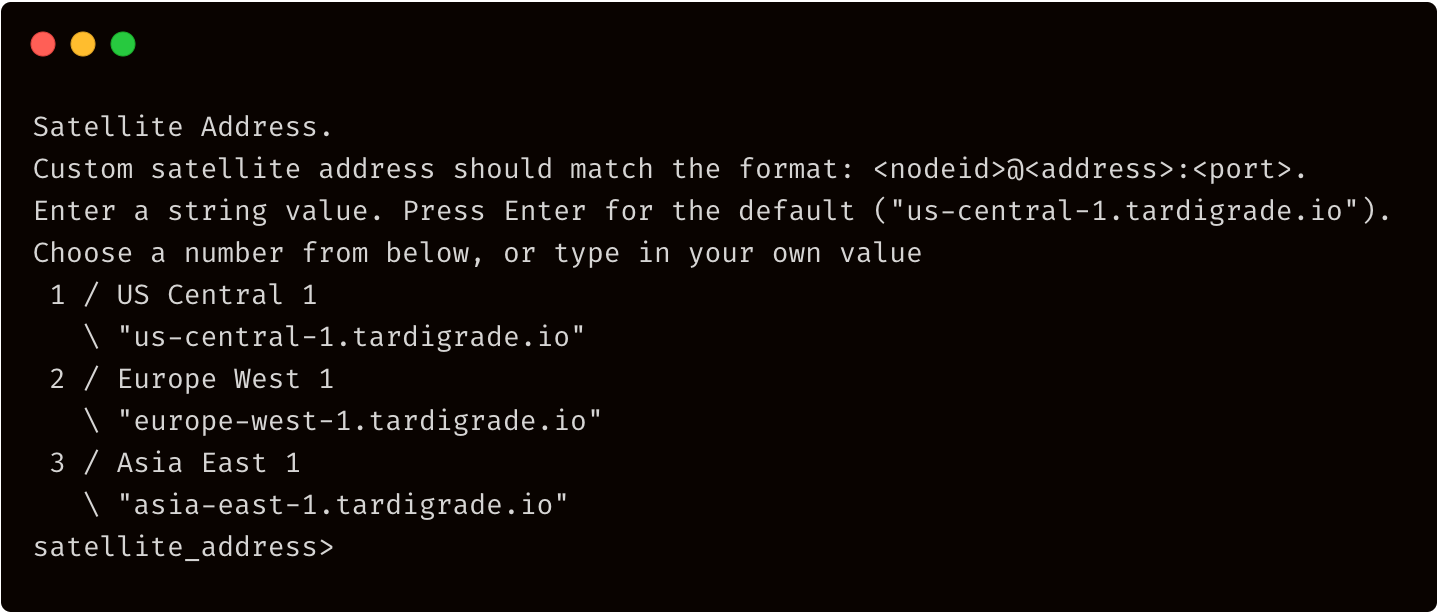 Satellite Address.
Custom satellite address should match the format: <nodeid>@<address>:<port>.
Enter a string value. Press Enter for the default ("us-central-1.tardigrade.io").
Choose a number from below, or type in your own value
 1 / US Central 1
   \ "us-central-1.tardigrade.io"
 2 / Europe West 1
   \ "europe-west-1.tardigrade.io"
 3 / Asia East 1
   \ "asia-east-1.tardigrade.io"
satellite_address>